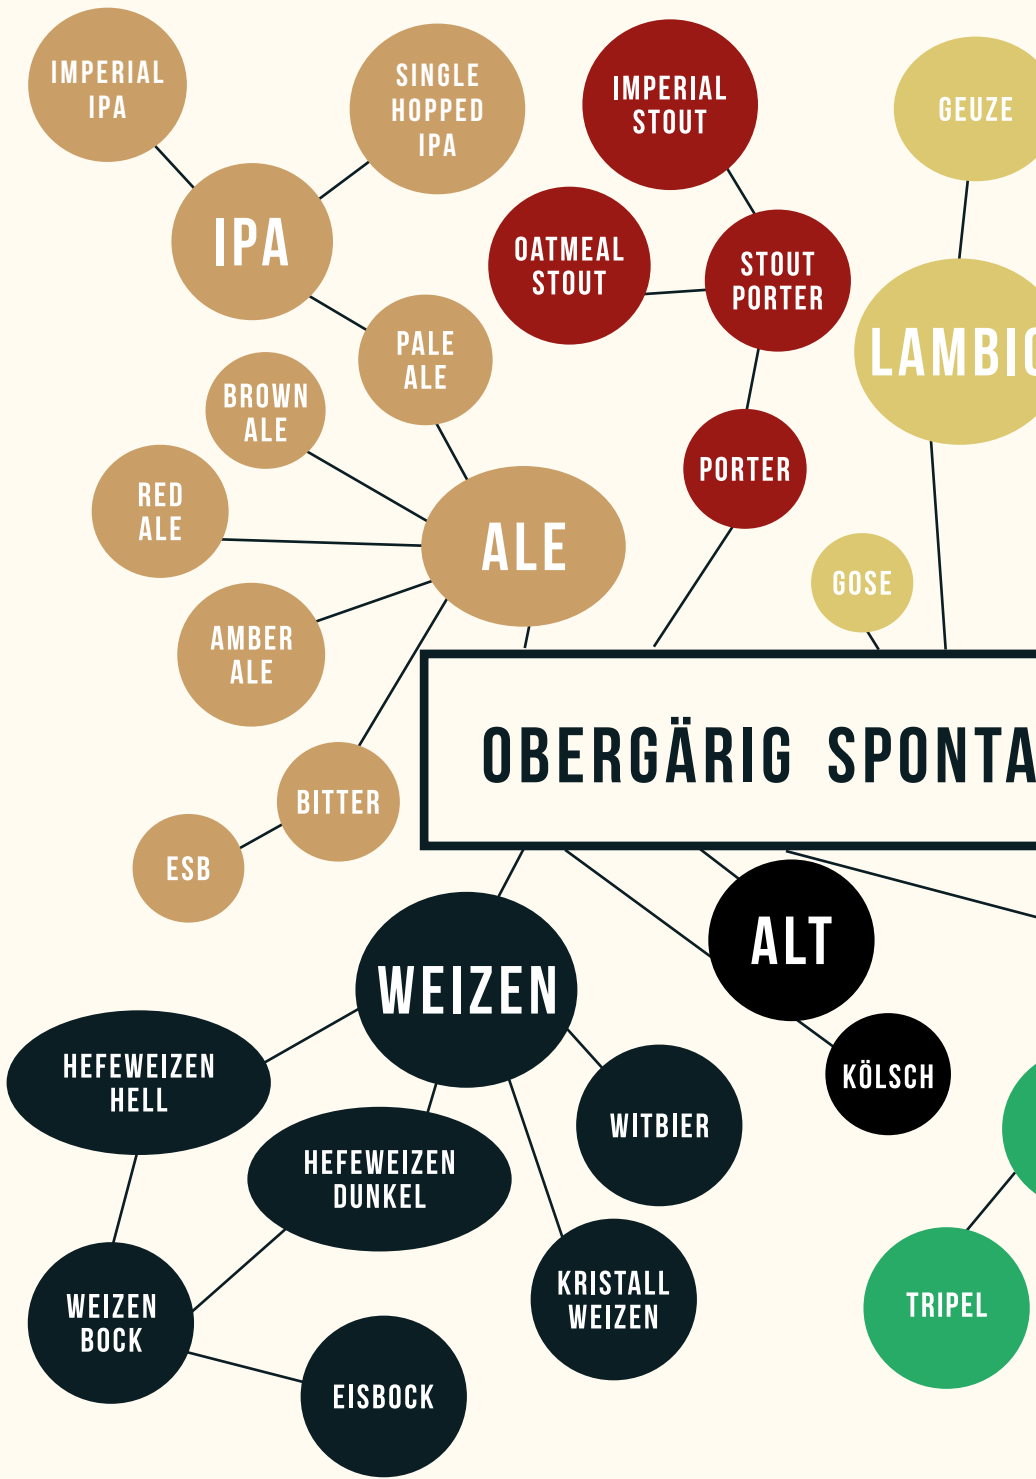 IMPERIAL
IPA
SINGLE
HOPPED
IPA
IMPERIAL
STOUT
GEUZE
IPA
OATMEAL
STOUT
STOUT
PORTER
PALE
ALE
LAMBIC
BROWN
ALE
PORTER
RED
ALE
ALE
GOSE
AMBER
ALE
OBERGÄRIG SPONTA
BITTER
ESB
ALT
WEIZEN
HEFEWEIZEN
HELL
KÖLSCH
WITBIER
HEFEWEIZEN
DUNKEL
WEIZEN
BOCK
KRISTALL
WEIZEN
TRIPEL
EISBOCK